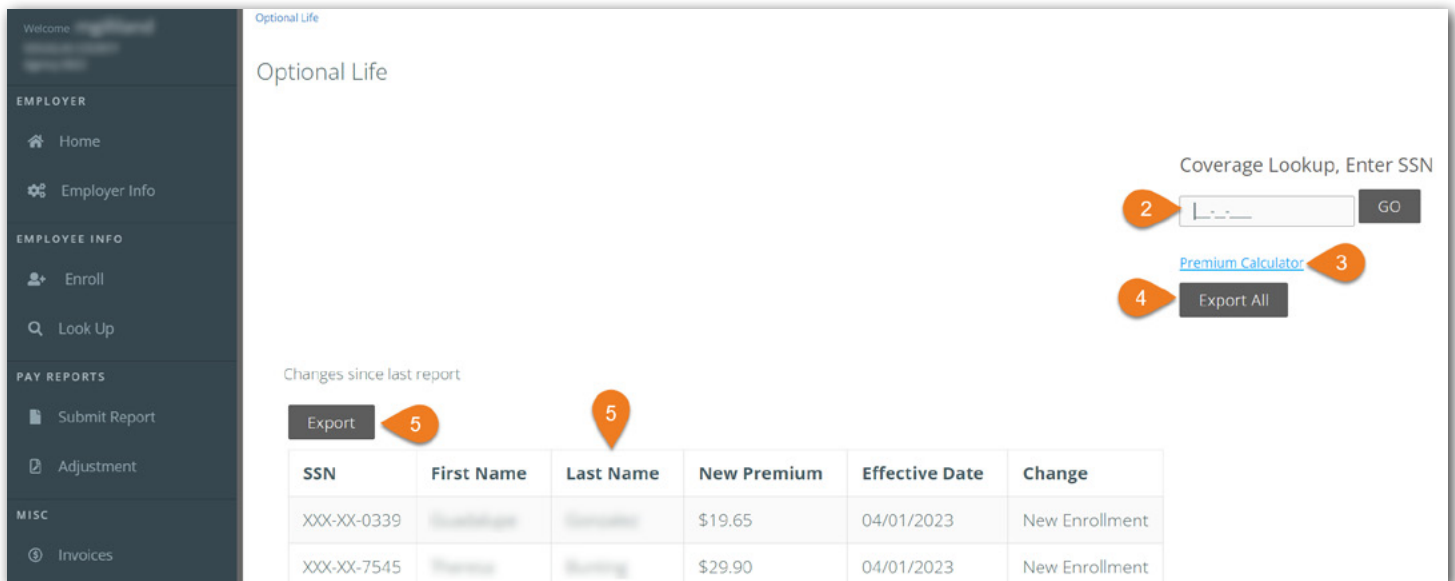 Welcome
EMPLOYER
Home
Employer Info
EMPLOYEE INFO
Enroll
Look Up
PAY REPORTS
Submit Report
Adjustment
MISC
Invoices
Optional Life
Optional Life
Coverage Lookup, Enter SSN
2 |__-_-___ GO
Premium Calculator 3
4 Export All
Changes since last report
Export 5 5
SSN First Name Last Name New Premium Effective Date Change
XXX-XX-0339 $19.65 04/01/2023 New Enrollment
XXX-XX-7545 $29.90 04/01/2023 New Enrollment